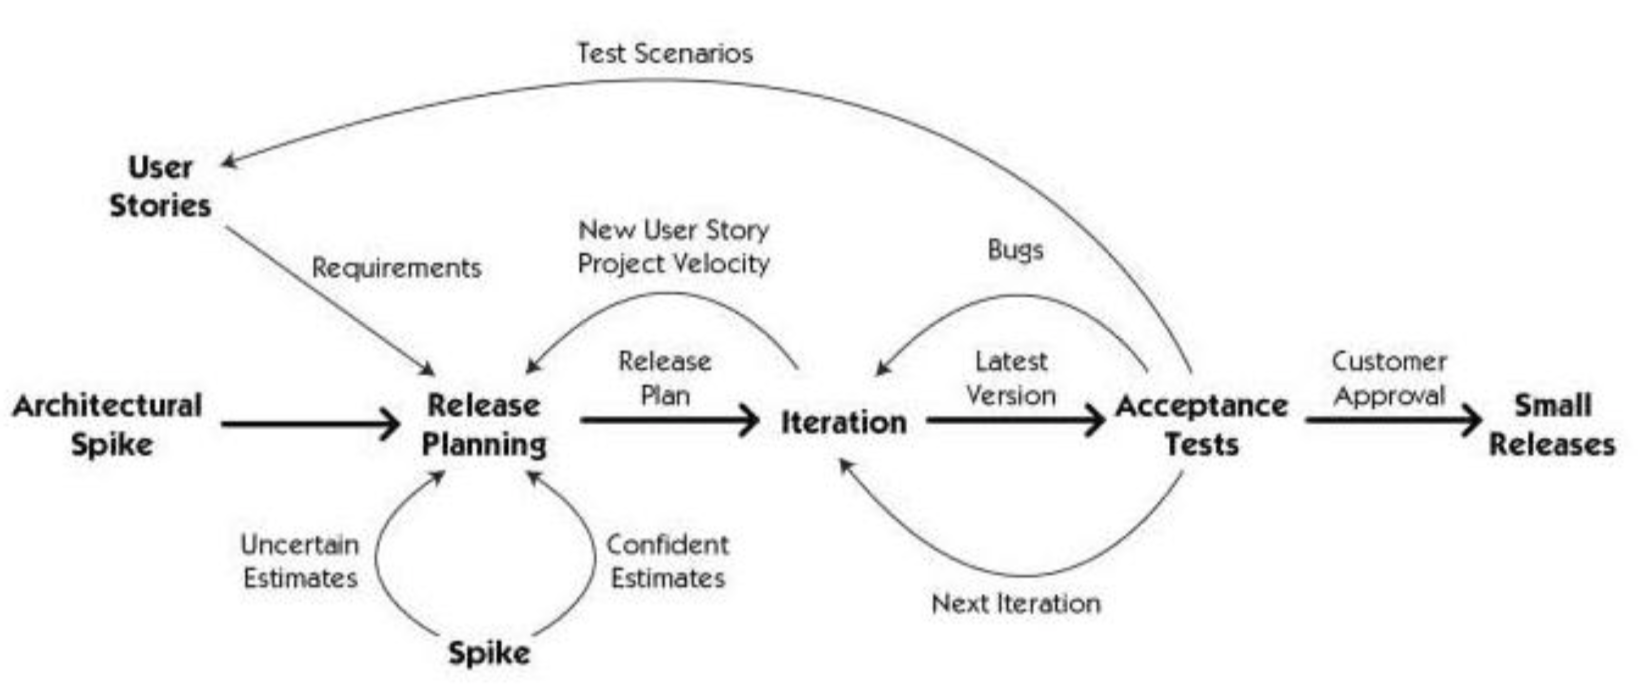 Test Scenarios
User
Stories
New User Story
Project Velocity
Bugs
Requirements
Release
Plan
Latest
Version
Customer
Approval
Architectural
Spike
Release
Planning
Iteration
Acceptance
Tests
Small
Releases
Uncertain
Estimates
Confident
Estimates
Next Iteration
Spike